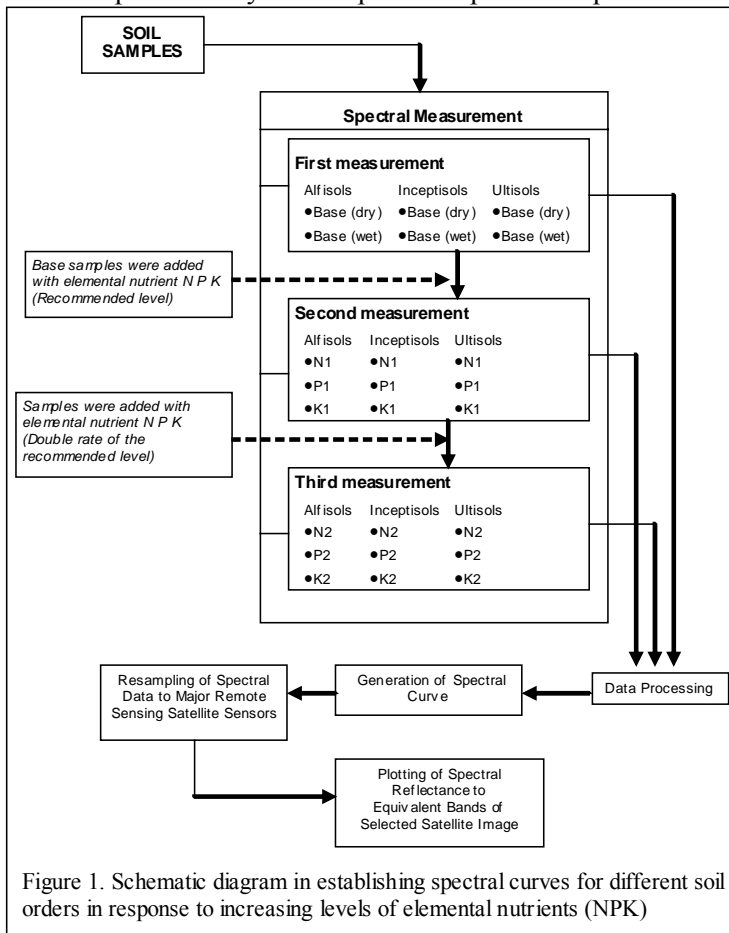 SOIL
SAMPLES
Spectral Measurement
First measurement
Alfisols Inceptisols Ultisols
●Base (dry) ●Base (dry) ●Base (dry)
●Base (wet) ●Base (wet) ●Base (wet)
Base samples were added
with elemental nutrient N P K
(Recommended level)
Second measurement
Alfisols Inceptisols Ultisols
●N1 ●N1 ●N1
●P1 ●P1 ●P1
●K1 ●K1 ●K1
Samples were added with
elemental nutrient N P K
(Double rate of the
recommended level)
Third measurement
Alfisols Inceptisols Ultisols
●N2 ●N2 ●N2
●P2 ●P2 ●P2
●K2 ●K2 ●K2
Resampling of Spectral
Data to Major Remote
Sensing Satellite Sensors
Generation of Spectral
Curve
Data Processing
Plotting of Spectral
Reflectance to
Equivalent Bands of
Selected Satellite Image
Figure 1. Schematic diagram in establishing spectral curves for different soil
orders in response to increasing levels of elemental nutrients (NPK)